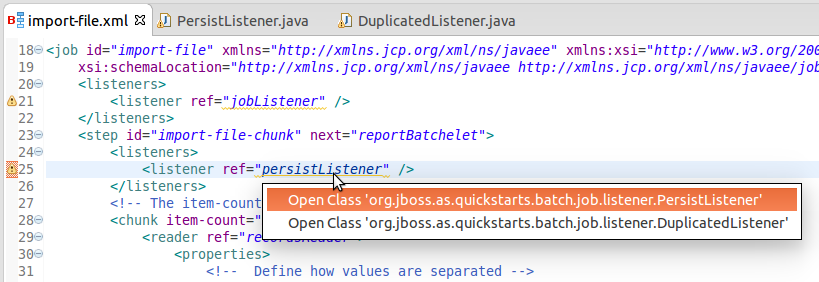 import-file.xml PersistListener.java DuplicatedListener.java
18 <job id="import-file" xmlns="http://xmlns.jcp.org/xml/ns/javaee" xmlns:xsi="http://www.w3.org/200
19 xsi:schemaLocation="http://xmlns.jcp.org/xml/ns/javaee http://xmlns.jcp.org/xml/ns/javaee/job
20 <listeners>
21 <listener ref="jobListener" />
22 </listeners>
23 <step id="import-file-chunk" next="reportBatchelet">
24 <listeners>
25 <listener ref="persistListener" />
26 </listeners>
Open Class 'org.jboss.as.quickstarts.batch.job.listener.PersistListener'
Open Class 'org.jboss.as.quickstarts.batch.job.listener.DuplicatedListener'
27 <!-- The item-count
28 <chunk item-count="
29 <reader ref=
30 <properties>
31 <!-- Define how values are separated -->